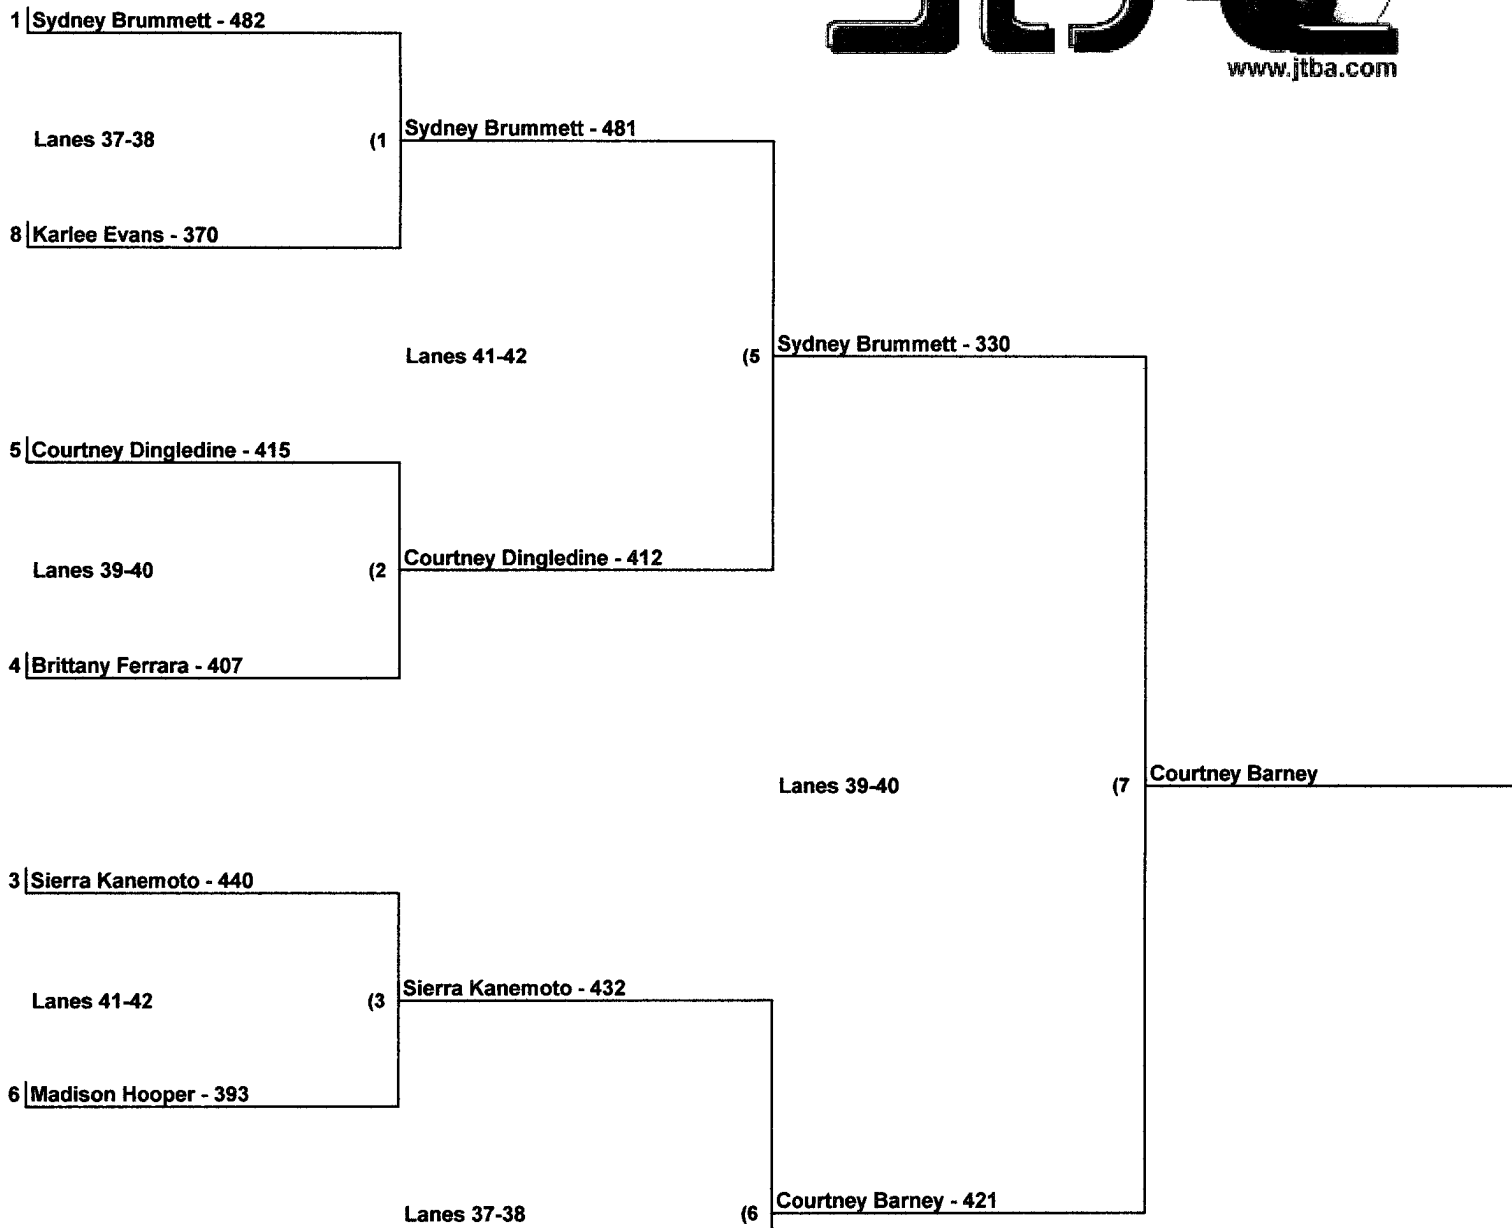 1 Sydney Brummett - 482
www.jtba.com
Lanes 37-38 (1 Sydney Brummett - 481
8 Karlee Evans - 370
Lanes 41-42 (5 Sydney Brummett - 330
5 Courtney Dingledine - 415
Lanes 39-40 (2 Courtney Dingledine - 412
4 Brittany Ferrara - 407
Lanes 39-40 (7 Courtney Barney
3 Sierra Kanemoto - 440
Lanes 41-42 (3 Sierra Kanemoto - 432
6 Madison Hooper - 393
Lanes 37-38 (6 Courtney Barney - 421